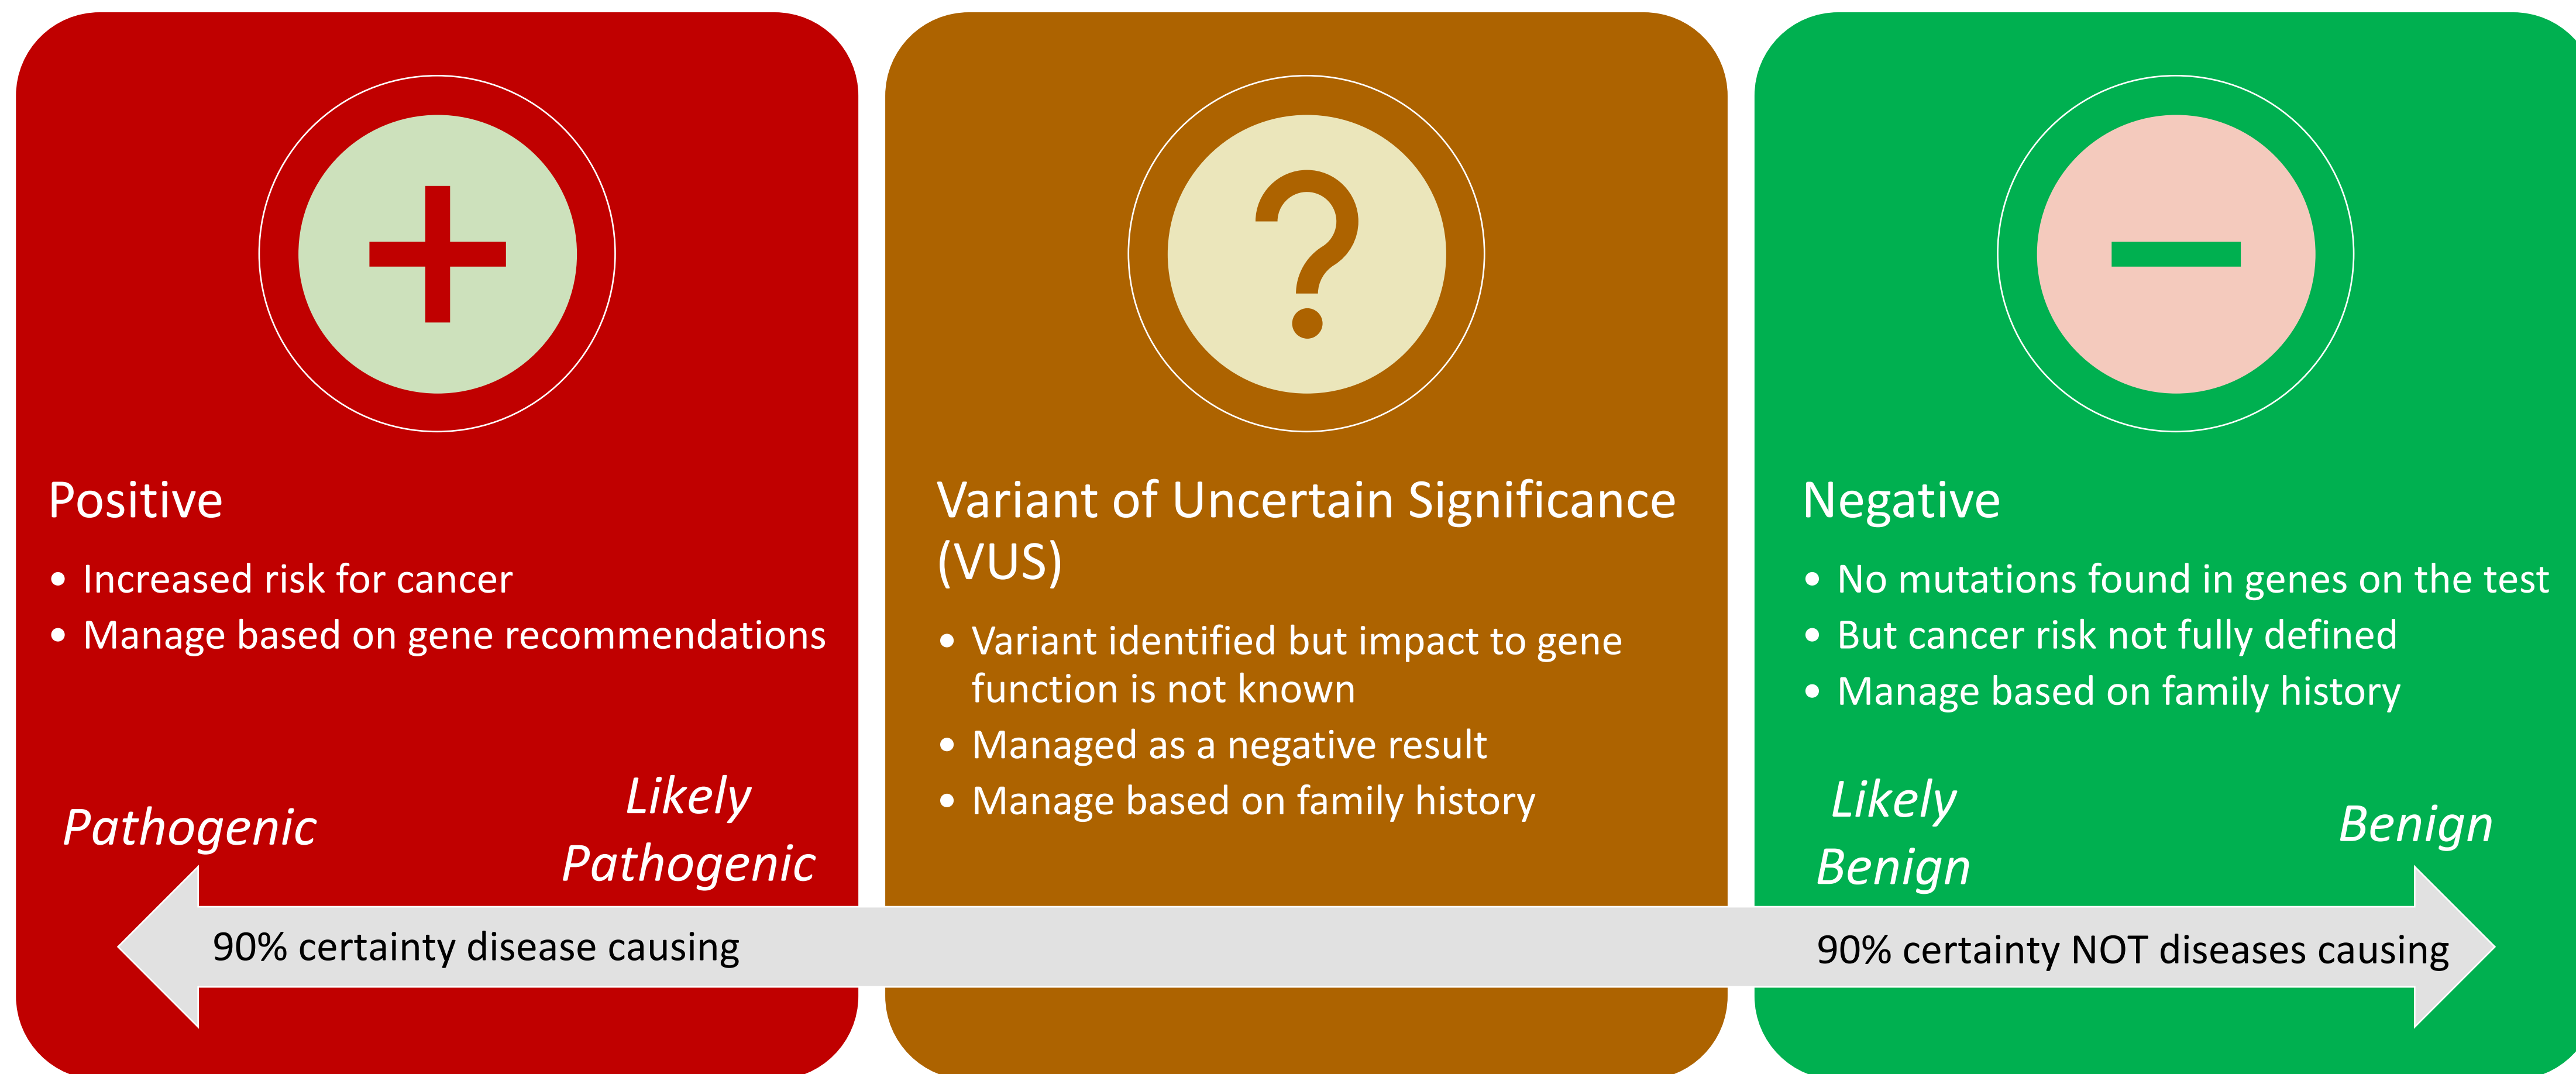 Positive
• Increased risk for cancer
• Manage based on gene recommendations
Pathogenic
Likely
Pathogenic
Variant of Uncertain Significance
(VUS)
• Variant identified but impact to gene
function is not known
• Managed as a negative result
• Manage based on family history
Negative
• No mutations found in genes on the test
• But cancer risk not fully defined
• Manage based on family history
Likely
Benign
Benign
90% certainty disease causing
90% certainty NOT diseases causing